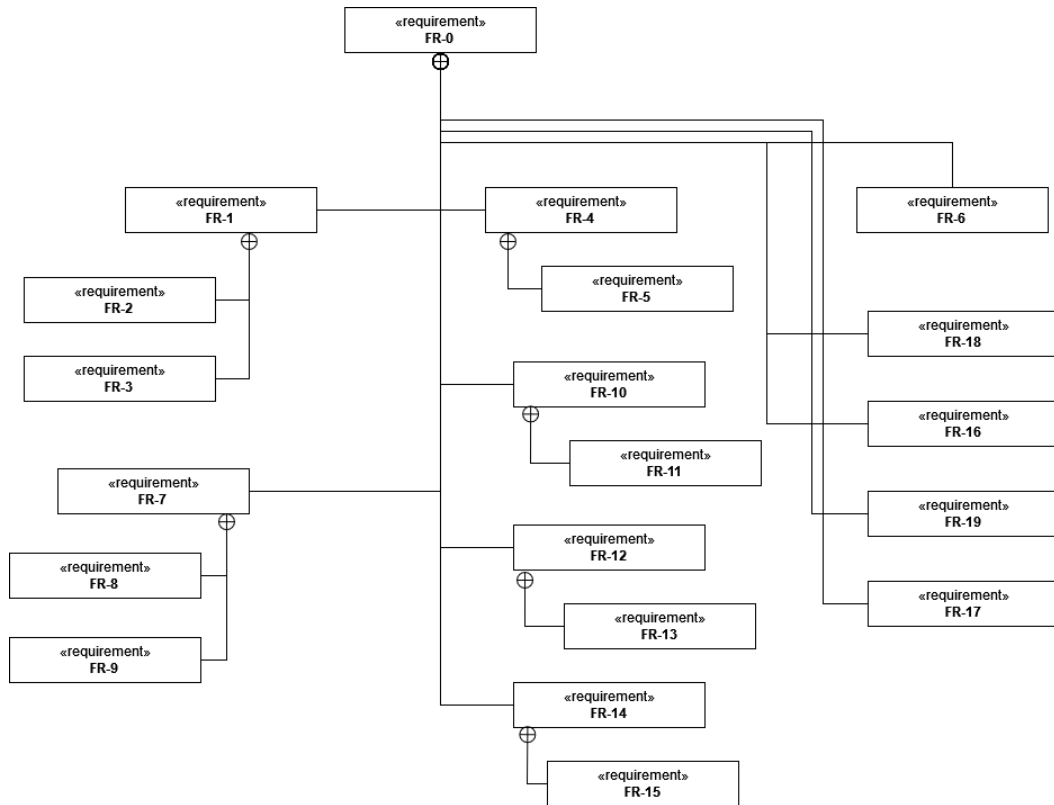 «requirement»
FR-0
«requirement»
FR-1
«requirement»
FR-4
«requirement»
FR-6
«requirement»
FR-2
«requirement»
FR-5
«requirement»
FR-18
«requirement»
FR-3
«requirement»
FR-10
«requirement»
FR-16
«requirement»
FR-11
«requirement»
FR-7
«requirement»
FR-19
«requirement»
FR-12
«requirement»
FR-8
«requirement»
FR-17
«requirement»
FR-13
«requirement»
FR-9
«requirement»
FR-14
«requirement»
FR-15